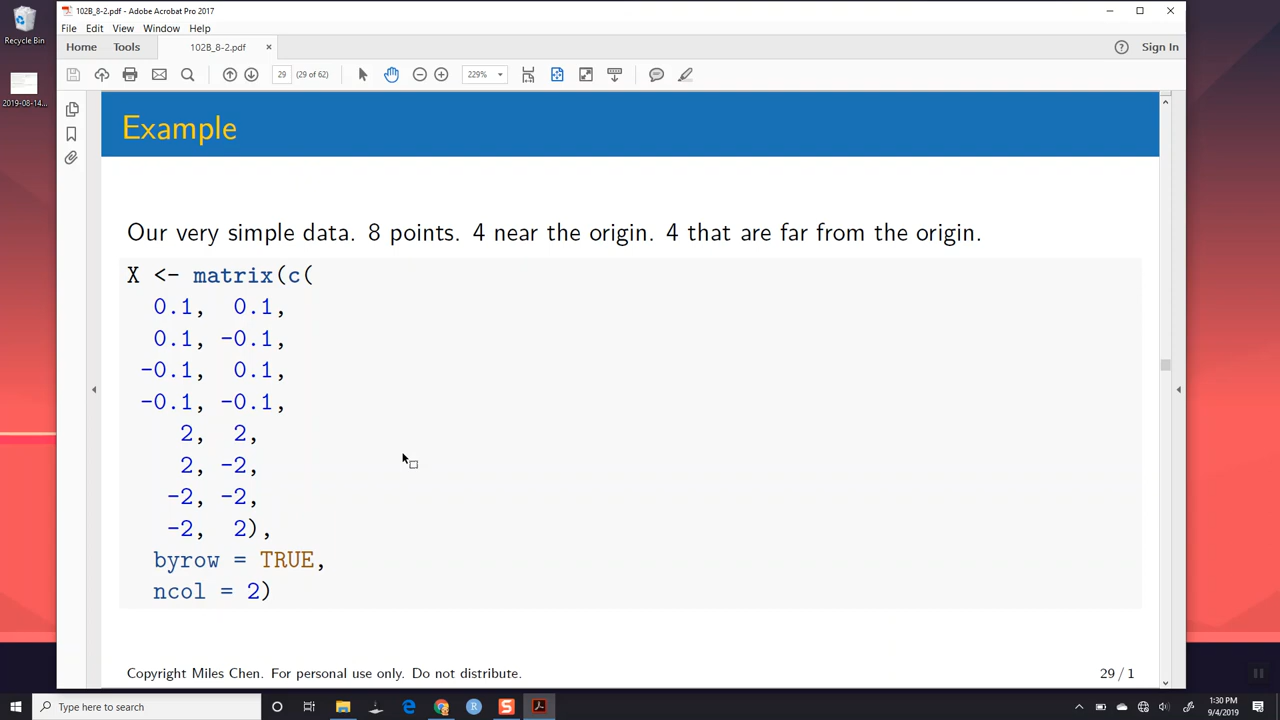 Recycle Bin
2019-08-14...
102B_8-2.pdf - Adobe Acrobat Pro 2017
File Edit View Window Help
Home Tools 102B_8-2.pdf × Sign In
29 (29 of 62) 229%
Example
Our very simple data. 8 points. 4 near the origin. 4 that are far from the origin.
X <- matrix(c(
0.1, 0.1,
0.1, -0.1,
-0.1, 0.1,
-0.1, -0.1,
2, 2,
2, -2,
-2, -2,
-2, 2),
byrow = TRUE,
ncol = 2)
Copyright Miles Chen. For personal use only. Do not distribute. 29 / 1
Type here to search
1:30 PM
9/4/2019